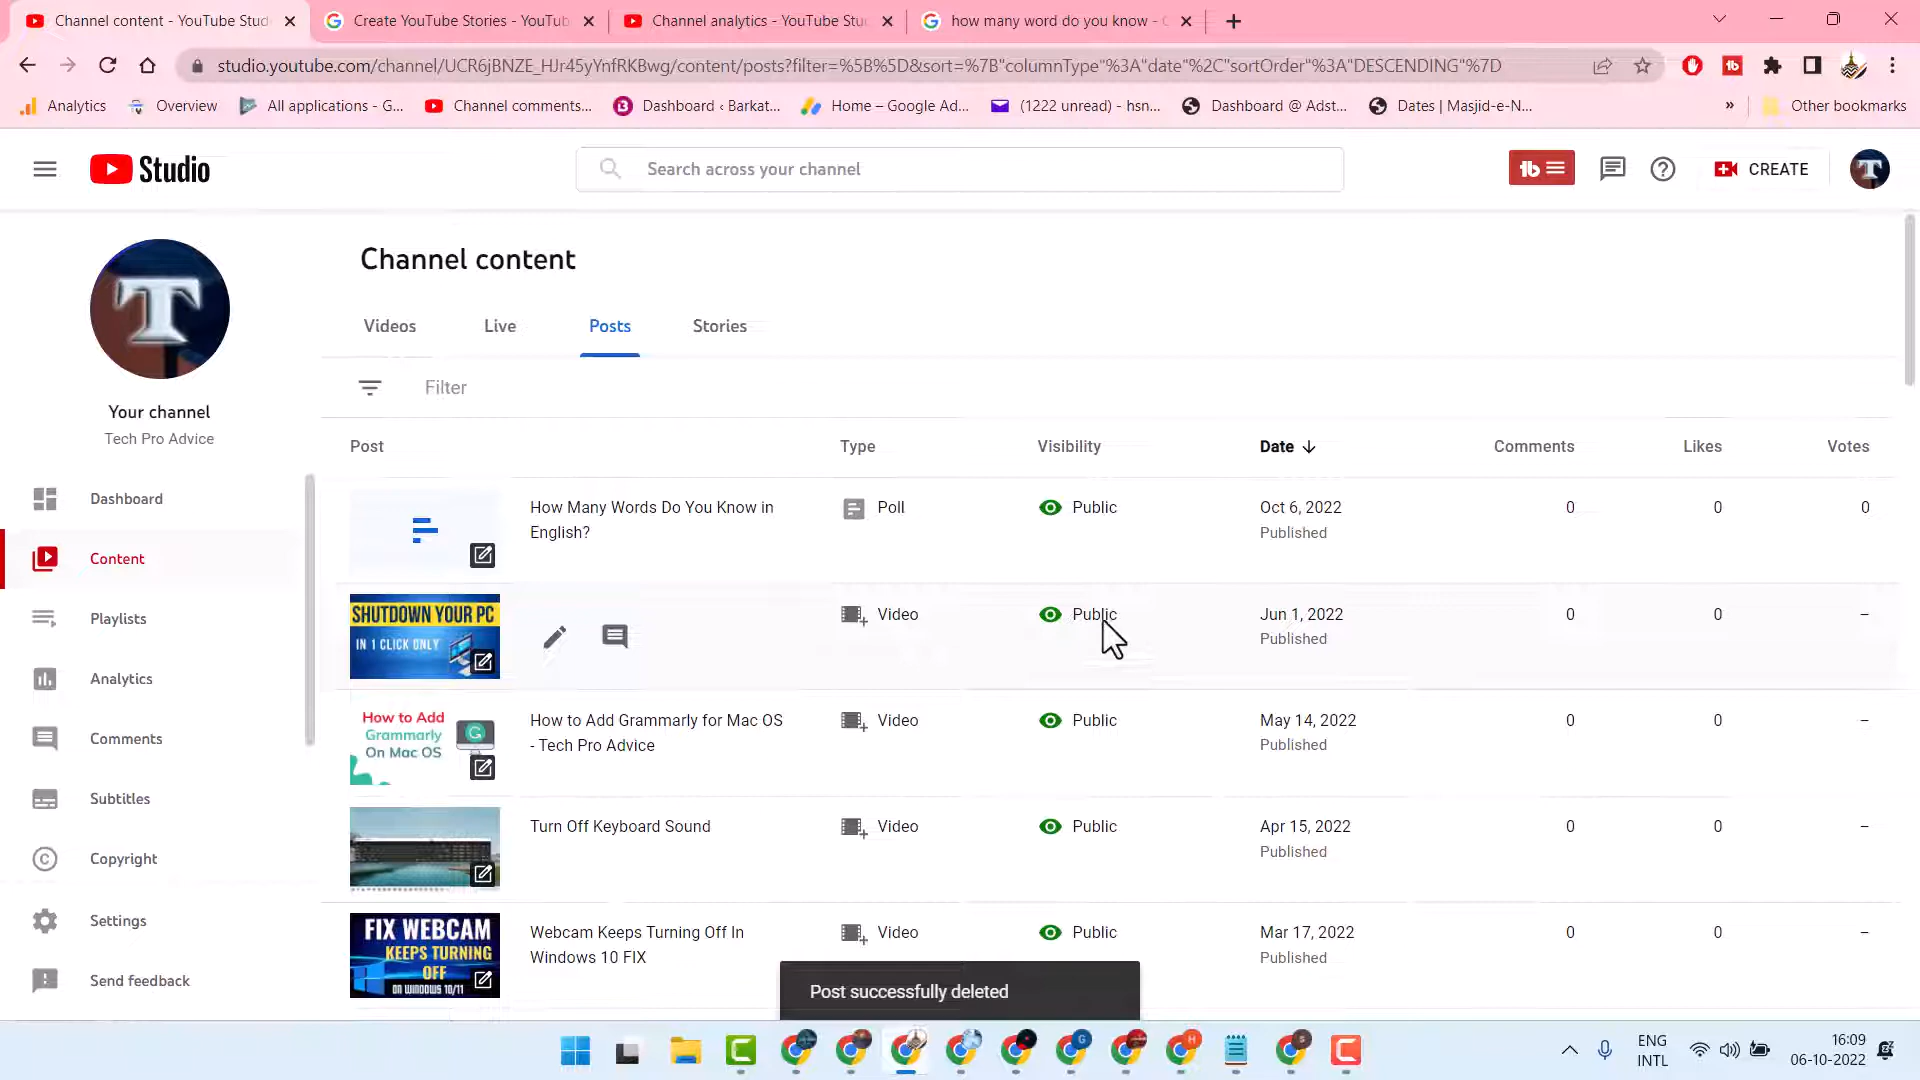 Channel content - YouTube Stud
Create YouTube Stories - YouTub
Channel analytics - YouTube Stud
how many word do you know -
studio.youtube.com/channel/UCR6jBNZE_HJr45yYnfRKBwg/content/posts?filter=%5B%5D&sort=%7B"columnType"%3A"date"%2C"sortOrder"%3A"DESCENDING"%7D
Analytics
Overview
All applications - G...
Channel comments...
Dashboard ‹ Barkat...
Home – Google Ad...
(1222 unread) - hsn...
Dashboard @ Adst...
Dates | Masjid-e-N...
»
Other bookmarks
Studio
Search across your channel
CREATE
T
T
Your channel
Tech Pro Advice
Dashboard
Content
Playlists
Analytics
Comments
Subtitles
Copyright
Settings
Send feedback
Channel content
Videos Live Posts Stories
Filter
Post Type Visibility Date Comments Likes Votes
How Many Words Do You Know in Poll Public Oct 6, 2022 0 0 0
English? Published
SHUTDOWN YOUR PC
IN 1 CLICK ONLY
Video Public Jun 1, 2022 0 0 –
Published
How to Add
Grammarly
On Mac OS
How to Add Grammarly for Mac OS Video Public May 14, 2022 0 0 –
- Tech Pro Advice Published
Turn Off Keyboard Sound Video Public Apr 15, 2022 0 0 –
Published
FIX WEBCAM
KEEPS TURNING
OFF
ON WINDOWS 10/11
Webcam Keeps Turning Off In Video Public Mar 17, 2022 0 0 –
Windows 10 FIX Published
Post successfully deleted
ENG
INTL
16:09
06-10-2022